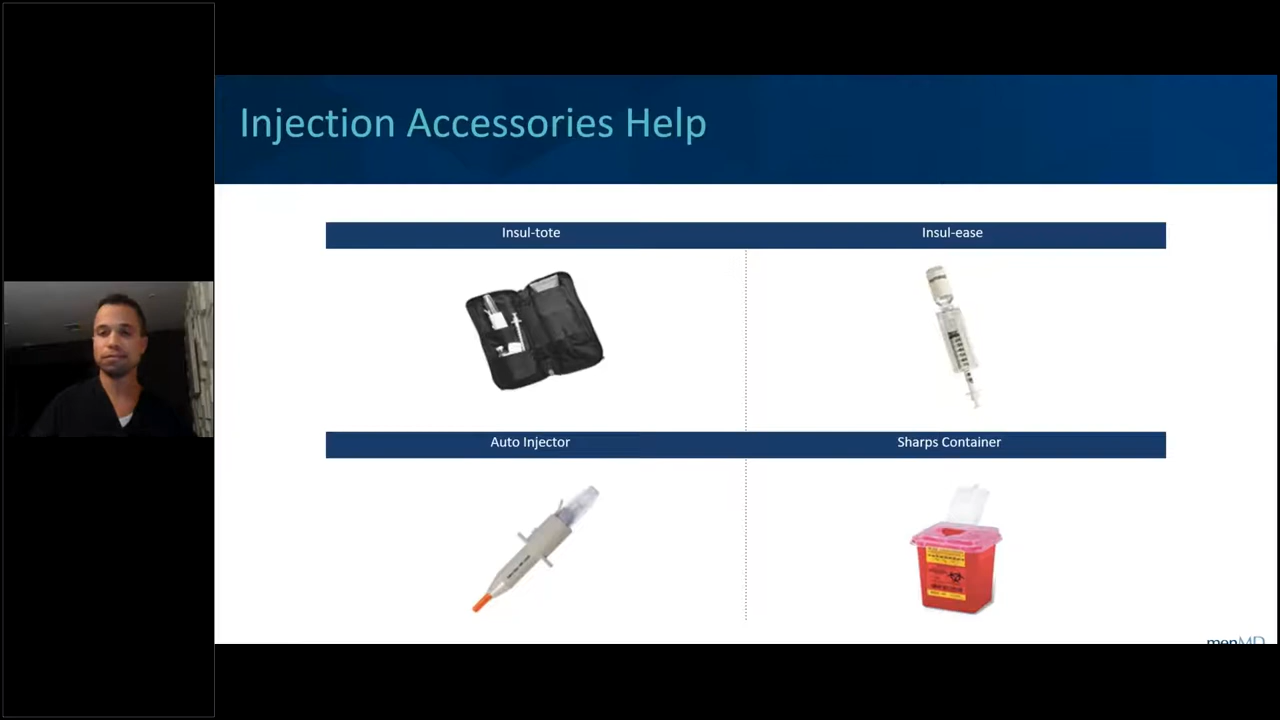 Injection Accessories Help
Insul-tote
Insul-ease
Auto Injector
Sharps Container
menMD